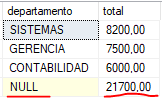 departamento total
SISTEMAS 8200,00
GERENCIA 7500,00
CONTABILIDAD 6000,00
NULL 21700,00